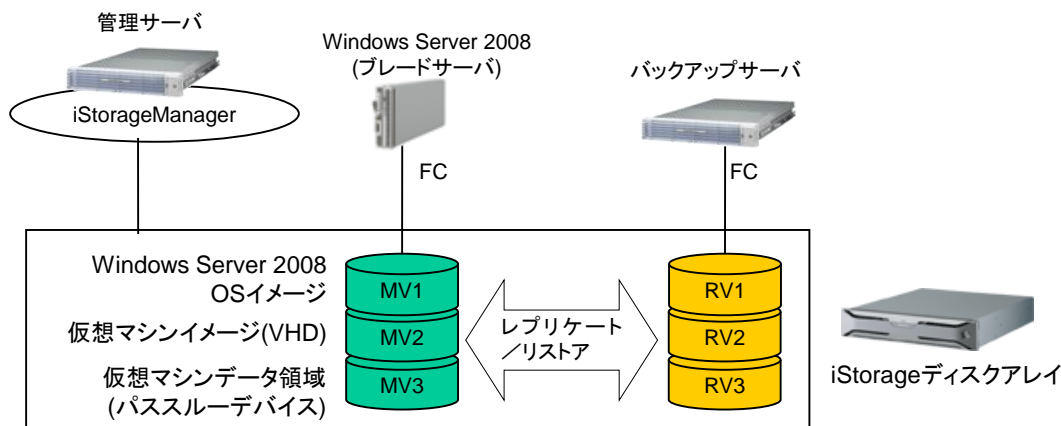 管理サーバ
iStorageManager
Windows Server 2008
(ブレードサーバ)
バックアップサーバ
FC
FC
Windows Server 2008
OSイメージ
仮想マシンイメージ(VHD)
仮想マシンデータ領域
(パススルーデバイス)
MV1
MV2
MV3
レプリケート
／リストア
RV1
RV2
RV3
iStorageディスクアレイ